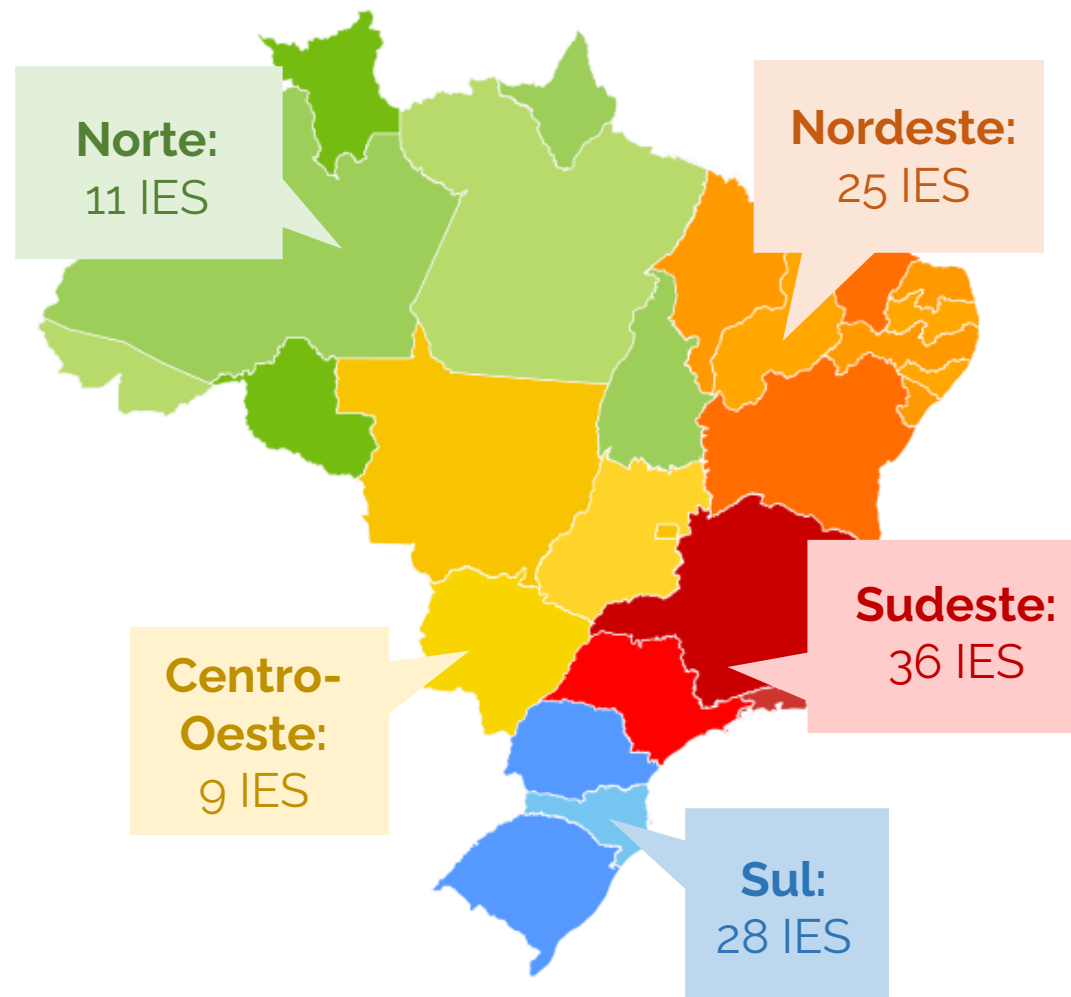 Norte:
11 IES
Nordeste:
25 IES
Sudeste:
36 IES
Centro-
Oeste:
9 IES
Sul:
28 IES